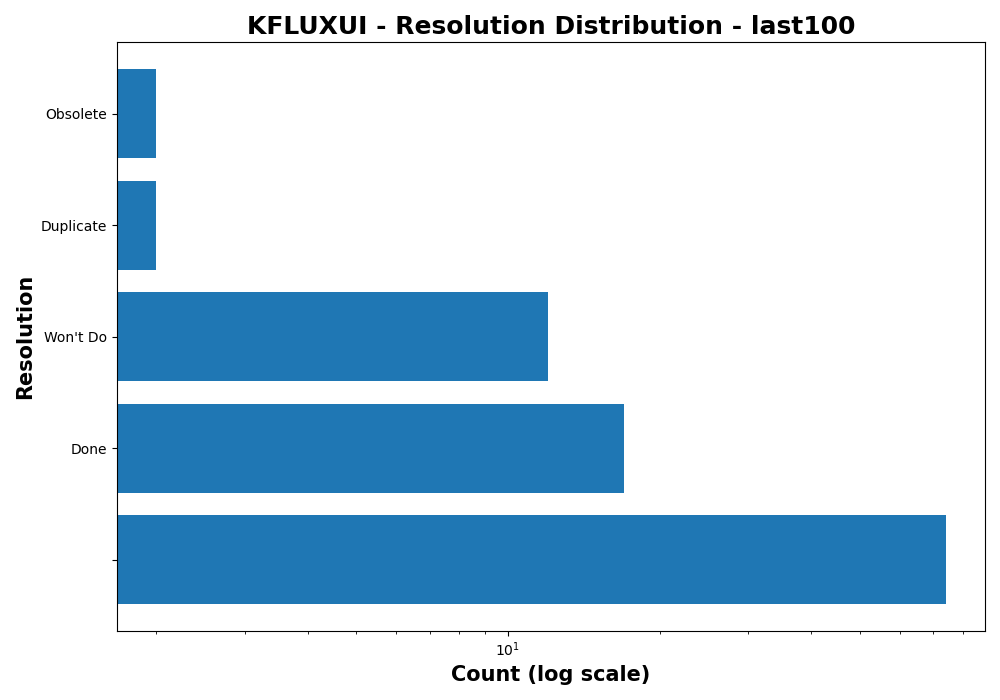 KFLUXUI - Resolution Distribution - last100
Obsolete
Duplicate
Won't Do
Done
Resolution
10¹
Count (log scale)